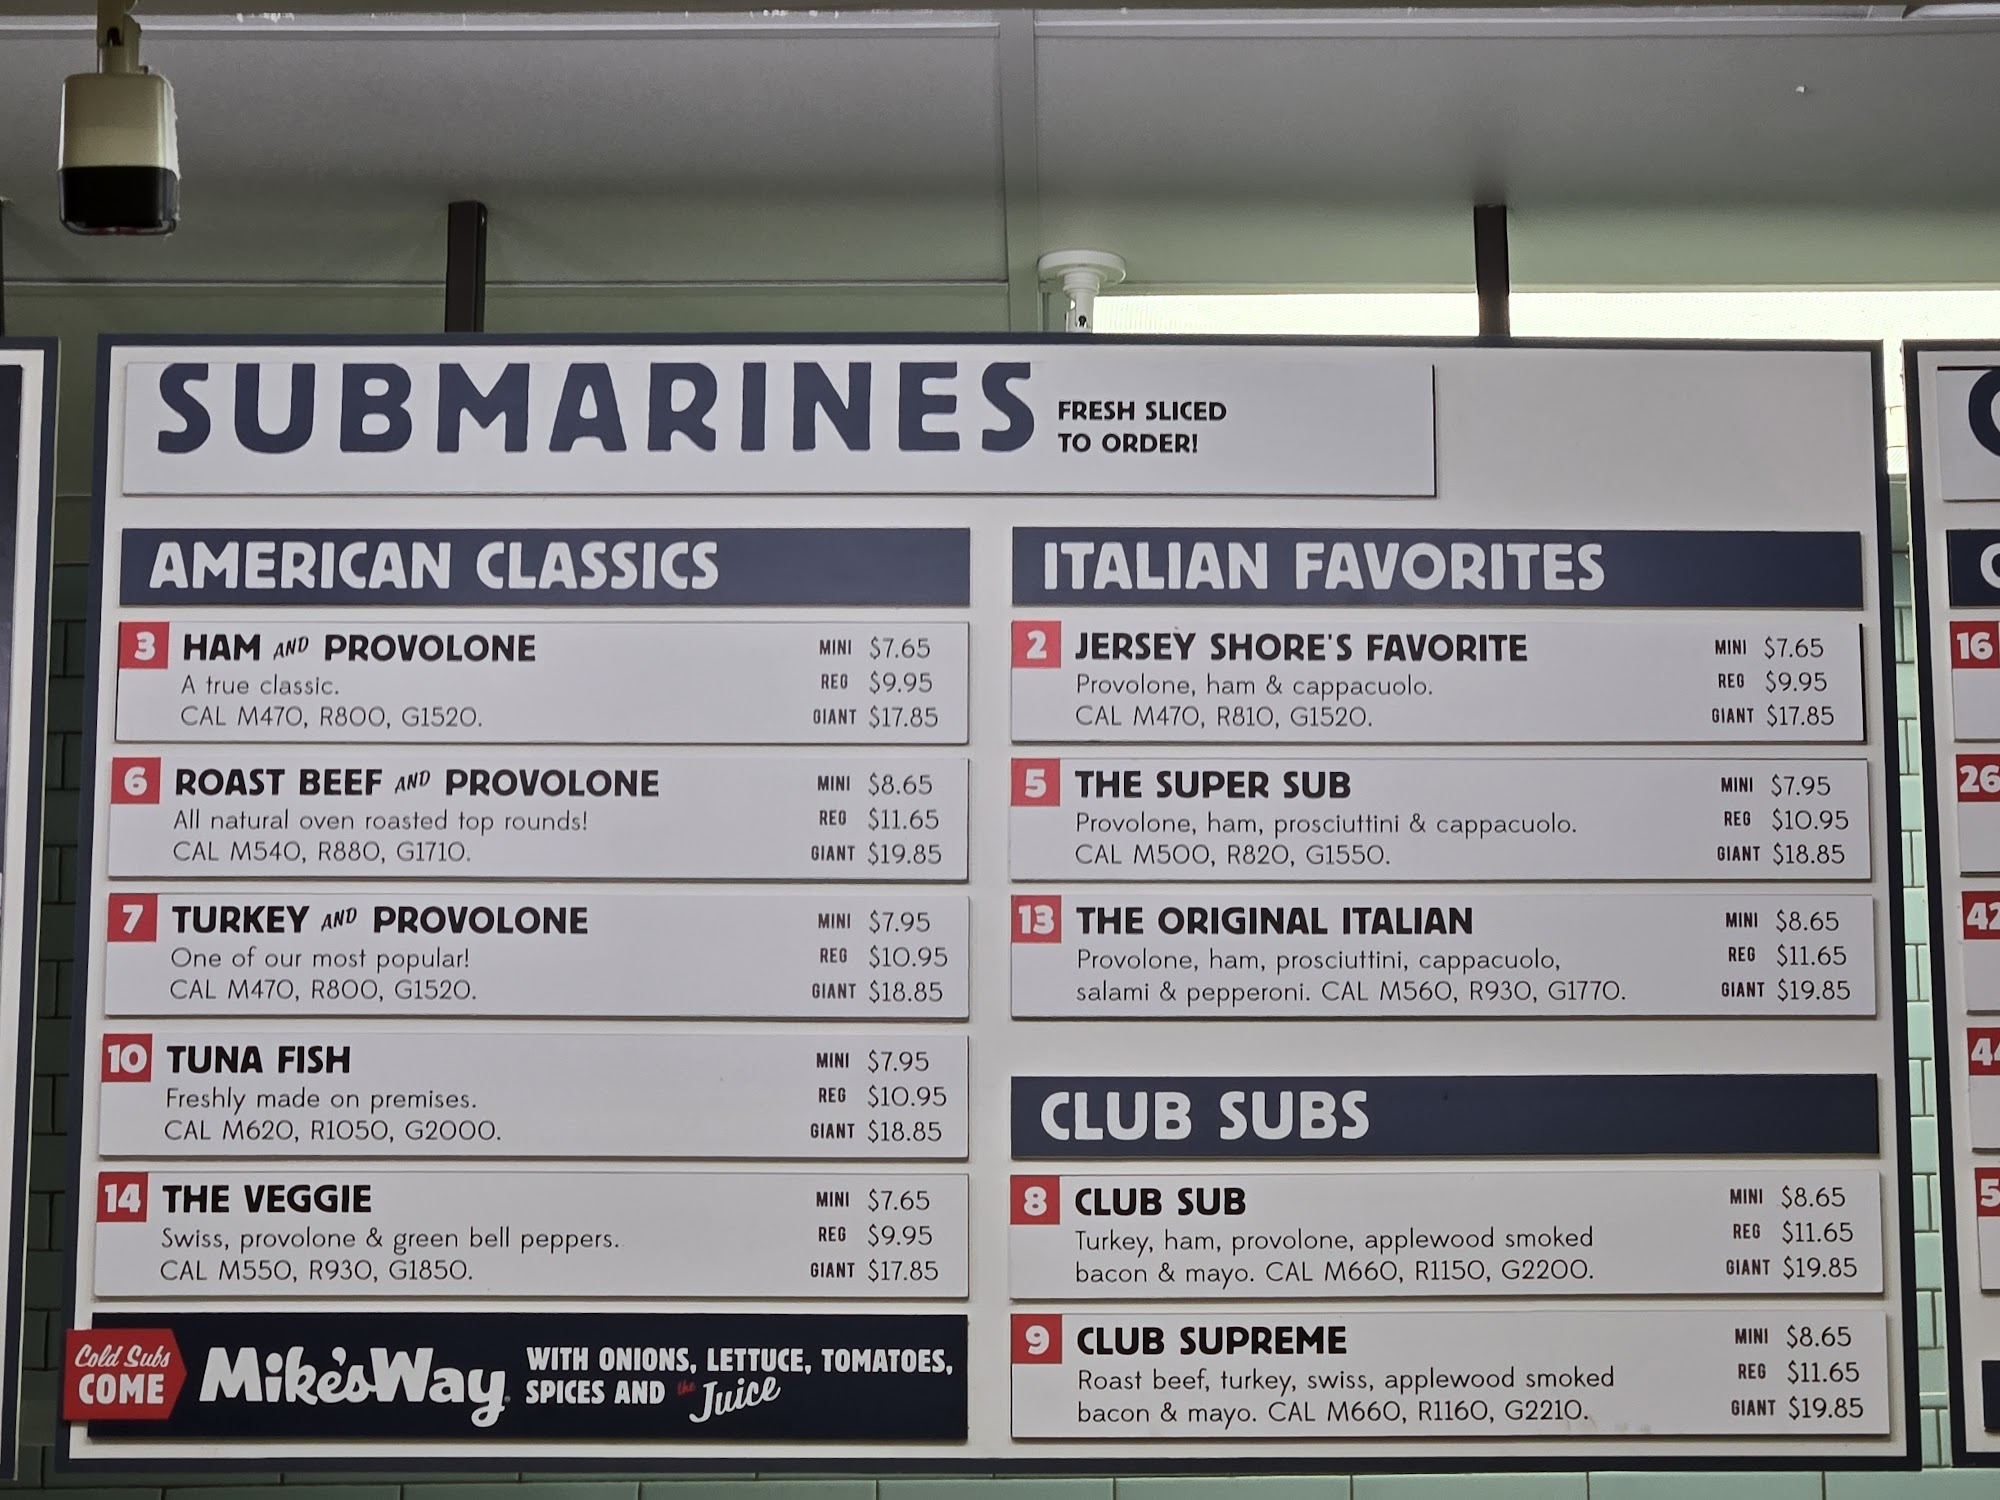 SUBMARINES
FRESH SLICED
TO ORDER!
AMERICAN CLASSICS
3 HAM AND PROVOLONE MINI $7.65
A true classic. REG $9.95
CAL M470, R800, G1520. GIANT $17.85
6 ROAST BEEF AND PROVOLONE MINI $8.65
All natural oven roasted top rounds! REG $11.65
CAL M540, R880, G1710. GIANT $19.85
7 TURKEY AND PROVOLONE MINI $7.95
One of our most popular! REG $10.95
CAL M470, R800, G1520. GIANT $18.85
10 TUNA FISH MINI $7.95
Freshly made on premises. REG $10.95
CAL M620, R1050, G2000. GIANT $18.85
14 THE VEGGIE MINI $7.65
Swiss, provolone & green bell peppers. REG $9.95
CAL M550, R930, G1850. GIANT $17.85
Cold Subs
COME
Mike's Way
WITH ONIONS, LETTUCE, TOMATOES,
SPICES AND the Juice
ITALIAN FAVORITES
2 JERSEY SHORE'S FAVORITE MINI $7.65
Provolone, ham & cappacuolo. REG $9.95
CAL M470, R810, G1520. GIANT $17.85
5 THE SUPER SUB MINI $7.95
Provolone, ham, prosciuttini & cappacuolo. REG $10.95
CAL M500, R820, G1550. GIANT $18.85
13 THE ORIGINAL ITALIAN MINI $8.65
Provolone, ham, prosciuttini, cappacuolo, REG $11.65
salami & pepperoni. CAL M560, R930, G1770. GIANT $19.85
CLUB SUBS
8 CLUB SUB MINI $8.65
Turkey, ham, provolone, applewood smoked REG $11.65
bacon & mayo. CAL M660, R1150, G2200. GIANT $19.85
9 CLUB SUPREME MINI $8.65
Roast beef, turkey, swiss, applewood smoked REG $11.65
bacon & mayo. CAL M660, R1160, G2210. GIANT $19.85
16
26
42